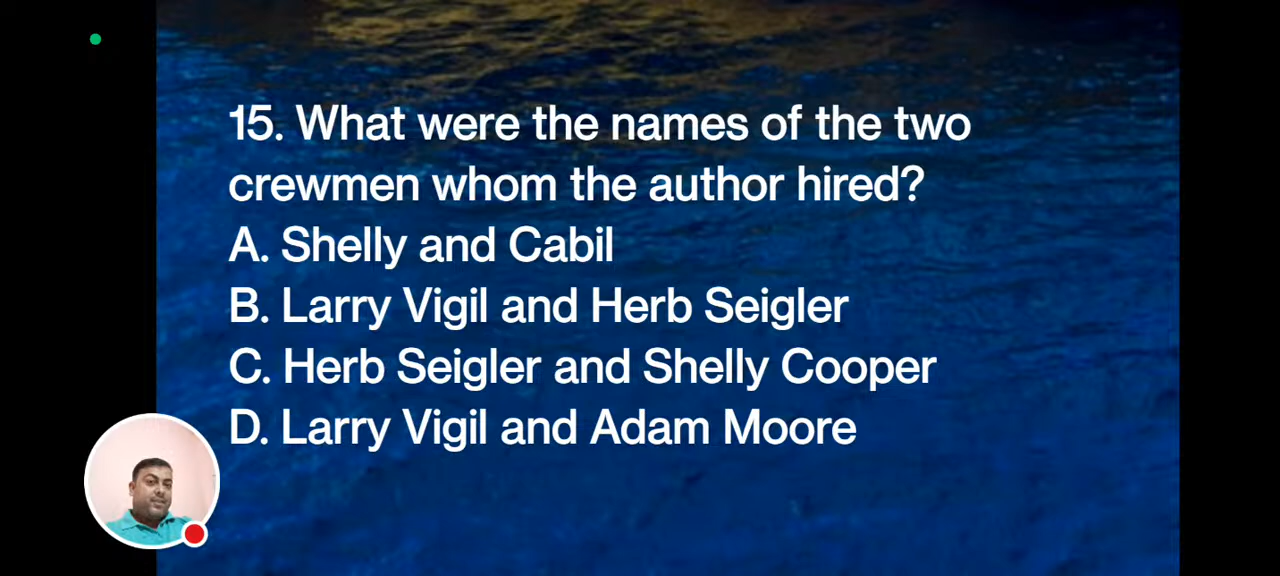 15. What were the names of the two
crewmen whom the author hired?
A. Shelly and Cabil
B. Larry Vigil and Herb Seigler
C. Herb Seigler and Shelly Cooper
D. Larry Vigil and Adam Moore